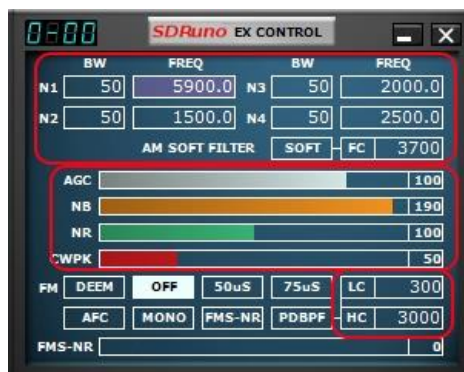 0-00 SDRuno EX CONTROL
BW FREQ BW FREQ
N1 50 5900.0 N3 50 2000.0
N2 50 1500.0 N4 50 2500.0
AM SOFT FILTER SOFT FC 3700
AGC 100
NB 190
NR 100
CWPK 50
FM DEEM OFF 50uS 75uS LC 300
AFC MONO FMS-NR PDBPF HC 3000
FMS-NR 0